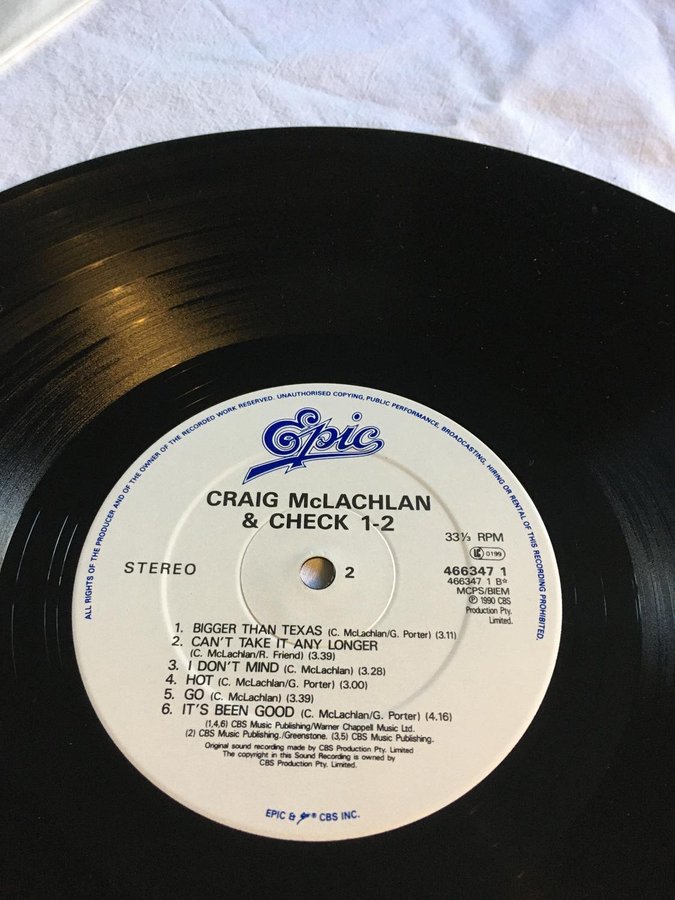 ALL RIGHTS OF THE PRODUCER AND OF THE OWNER OF THE RECORDED WORK RESERVED. UNAUTHORISED COPYING, PUBLIC PERFORMANCE, BROADCASTING, HIRING OR RENTAL OF THIS RECORDING PROHIBITED.
Epic
CRAIG McLACHLAN
& CHECK 1-2
33⅓ RPM
LC 0199
STEREO
2
466347 1
466347 1 B*
MCPS/BIEM
℗ 1990 CBS
Production Pty.
Limited.
1. BIGGER THAN TEXAS (C. McLachlan/G. Porter) (3.11)
2. CAN'T TAKE IT ANY LONGER
(C. McLachlan/R. Friend) (3.39)
3. I DON'T MIND (C. McLachlan) (3.28)
4. HOT (C. McLachlan/G. Porter) (3.00)
5. GO (C. McLachlan) (3.39)
6. IT'S BEEN GOOD (C. McLachlan/G. Porter) (4.16)
(1,4,6) CBS Music Publishing/Warner Chappell Music Ltd.
(2) CBS Music Publishing./Greenstone. (3,5) CBS Music Publishing.
Original sound recording made by CBS Production Pty. Limited
The copyright in this Sound Recording is owned by
CBS Production Pty. Limited.
EPIC & Epic® CBS INC.